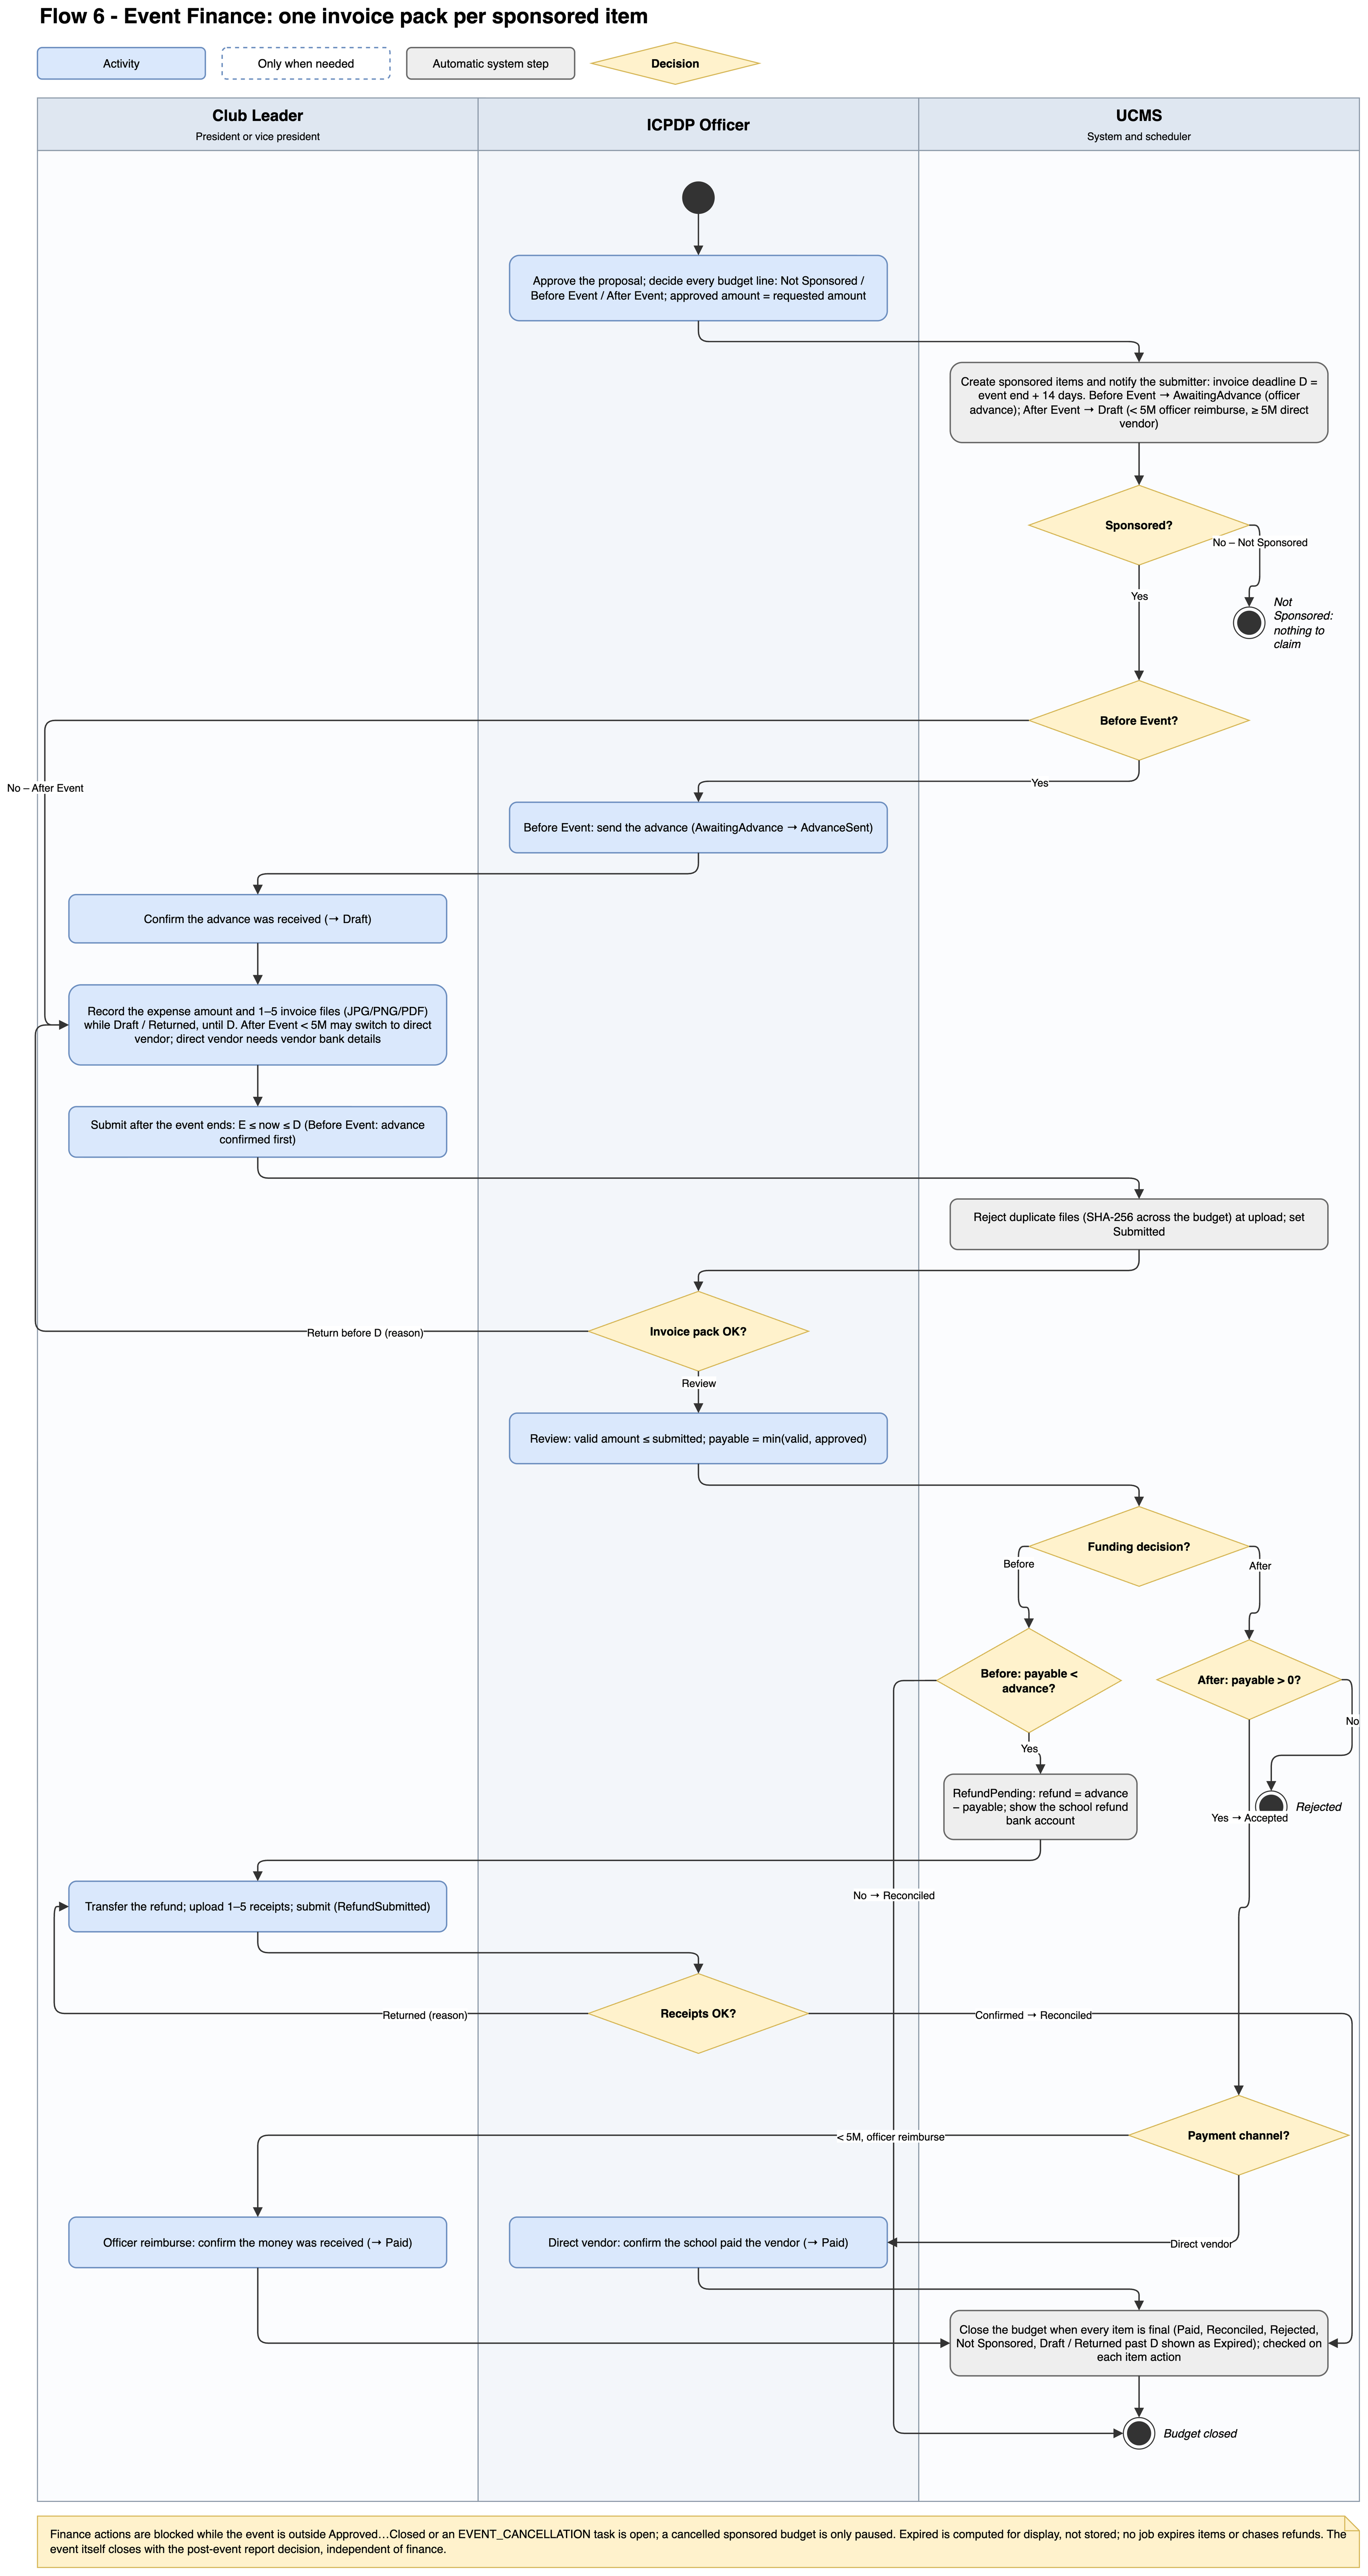 Flow 6 - Event Finance: one invoice pack per sponsored item
Activity
Only when needed
Automatic system step
Decision
Club Leader
President or vice president
ICPDP Officer
UCMS
System and scheduler
Approve the proposal; decide every budget line: Not Sponsored /
Before Event / After Event; approved amount = requested amount
Create sponsored items and notify the submitter: invoice deadline D =
event end + 14 days. Before Event → AwaitingAdvance (officer
advance); After Event → Draft (< 5M officer reimburse, ≥ 5M direct
vendor)
Sponsored?
No – Not Sponsored
Yes
Not
Sponsored:
nothing to
claim
Before Event?
No – After Event
Yes
Before Event: send the advance (AwaitingAdvance → AdvanceSent)
Confirm the advance was received (→ Draft)
Record the expense amount and 1–5 invoice files (JPG/PNG/PDF)
while Draft / Returned, until D. After Event < 5M may switch to direct
vendor; direct vendor needs vendor bank details
Submit after the event ends: E ≤ now ≤ D (Before Event: advance
confirmed first)
Reject duplicate files (SHA-256 across the budget) at upload; set
Submitted
Invoice pack OK?
Return before D (reason)
Review
Review: valid amount ≤ submitted; payable = min(valid, approved)
Funding decision?
Before
After
Before: payable <
advance?
After: payable > 0?
No
Yes
RefundPending: refund = advance
– payable; show the school refund
bank account
Rejected
Yes → Accepted
No → Reconciled
Transfer the refund; upload 1–5 receipts; submit (RefundSubmitted)
Receipts OK?
Returned (reason)
Confirmed → Reconciled
Payment channel?
< 5M, officer reimburse
Officer reimburse: confirm the money was received (→ Paid)
Direct vendor: confirm the school paid the vendor (→ Paid)
Direct vendor
Close the budget when every item is final (Paid, Reconciled, Rejected,
Not Sponsored, Draft / Returned past D shown as Expired); checked on
each item action
Budget closed
Finance actions are blocked while the event is outside Approved…Closed or an EVENT_CANCELLATION task is open; a cancelled sponsored budget is only paused. Expired is computed for display, not stored; no job expires items or chases refunds. The
event itself closes with the post-event report decision, independent of finance.